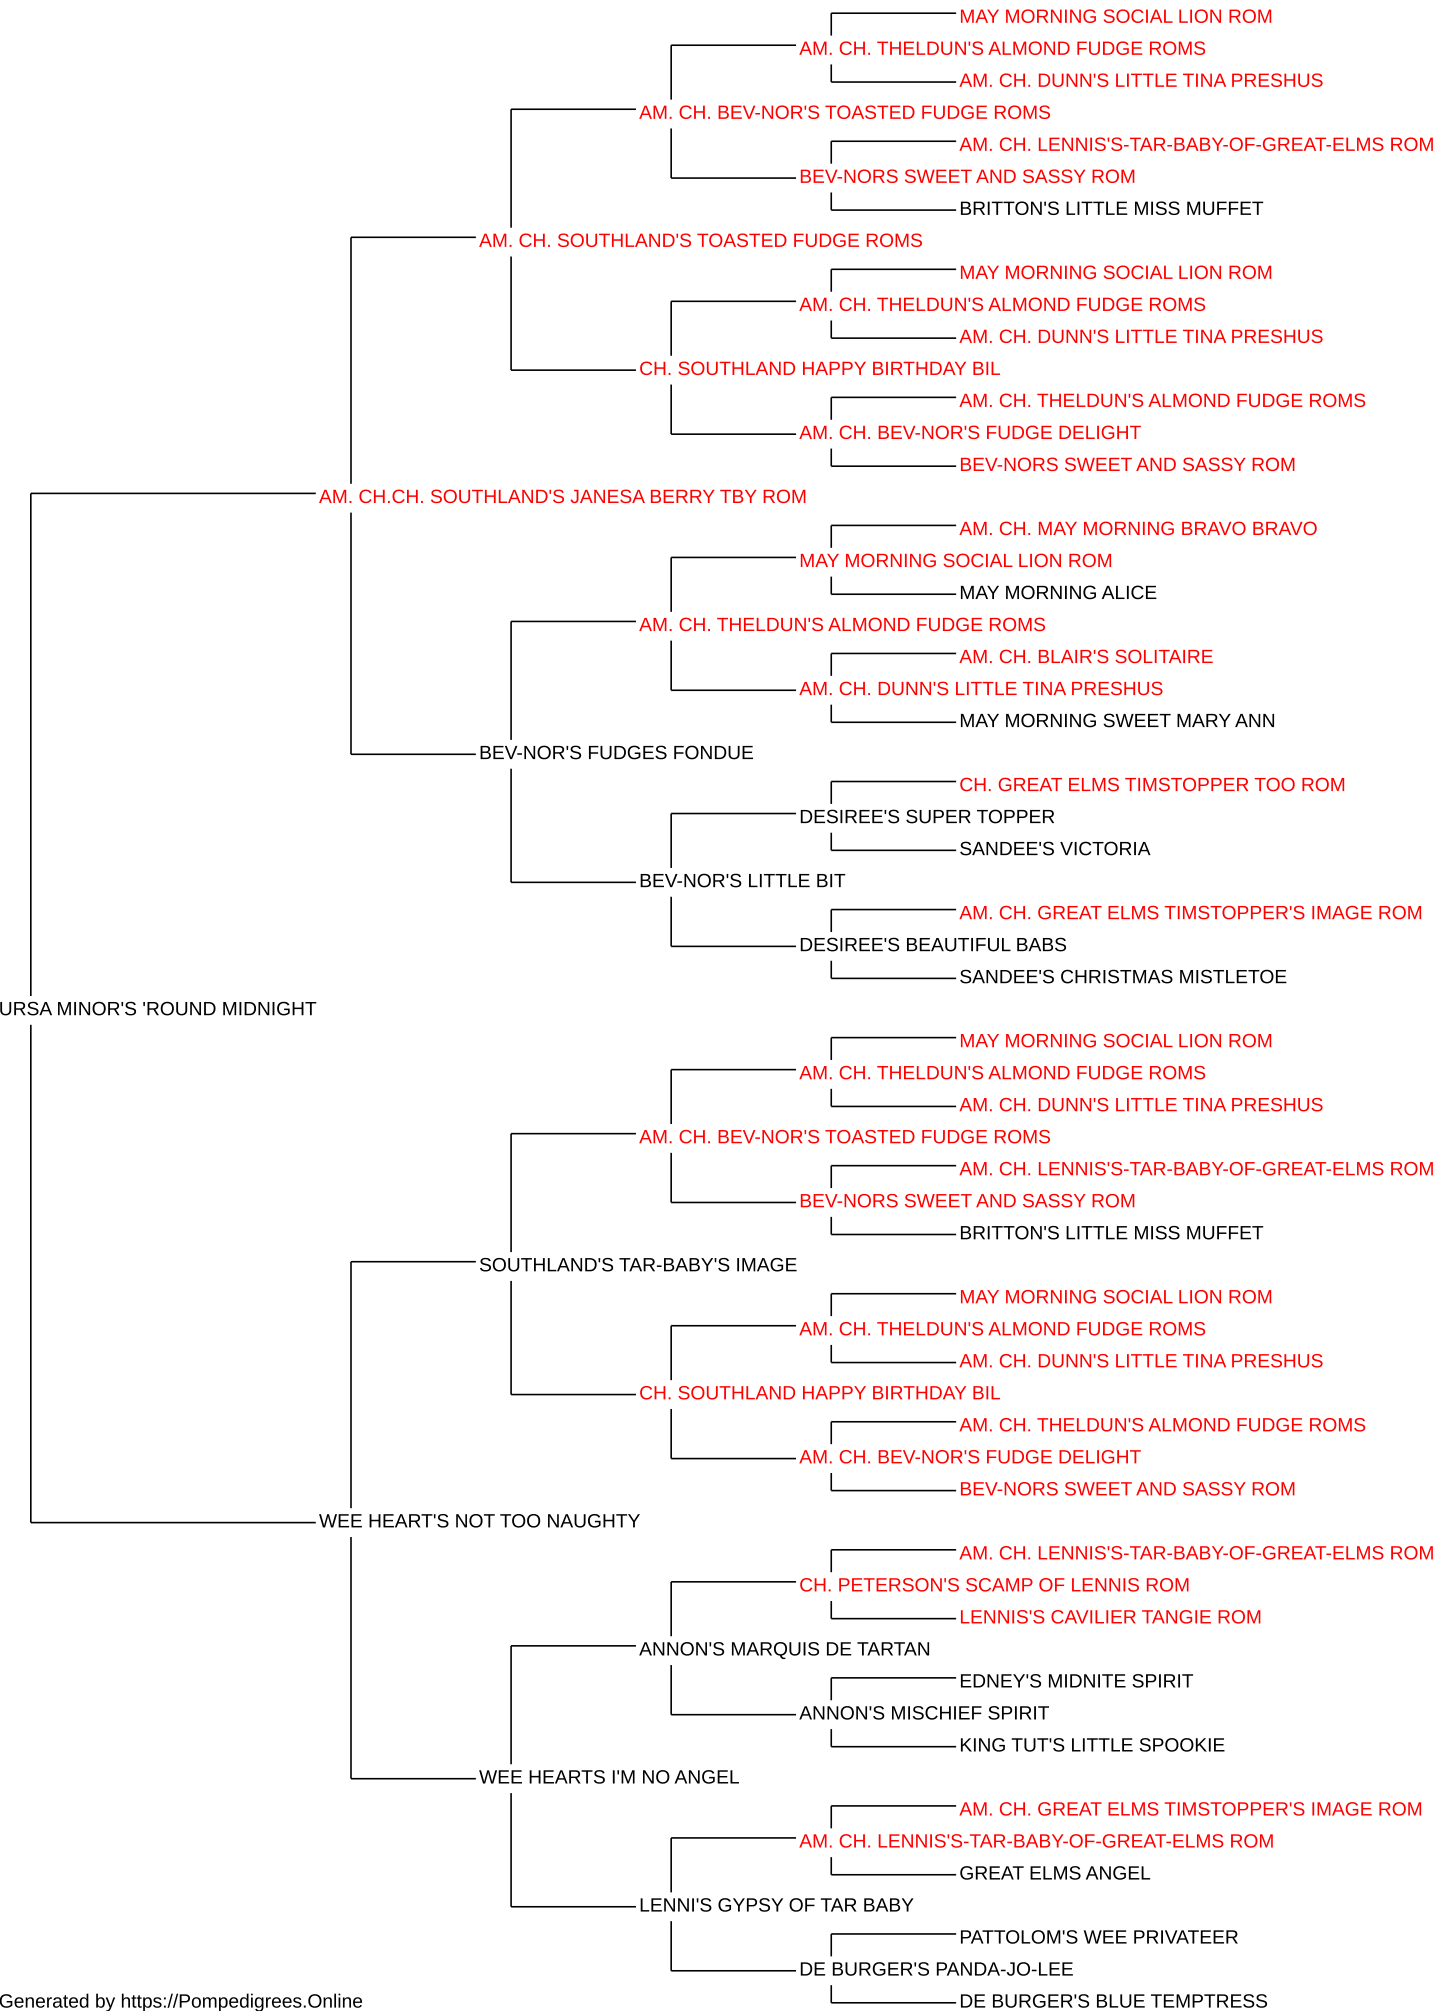 MAY MORNING SOCIAL LION ROM
AM. CH. THELDUN'S ALMOND FUDGE ROMS
AM. CH. DUNN'S LITTLE TINA PRESHUS
AM. CH. BEV-NOR'S TOASTED FUDGE ROMS
AM. CH. LENNIS'S-TAR-BABY-OF-GREAT-ELMS ROM
BEV-NORS SWEET AND SASSY ROM
BRITTON'S LITTLE MISS MUFFET
AM. CH. SOUTHLAND'S TOASTED FUDGE ROMS
MAY MORNING SOCIAL LION ROM
AM. CH. THELDUN'S ALMOND FUDGE ROMS
AM. CH. DUNN'S LITTLE TINA PRESHUS
CH. SOUTHLAND HAPPY BIRTHDAY BIL
AM. CH. THELDUN'S ALMOND FUDGE ROMS
AM. CH. BEV-NOR'S FUDGE DELIGHT
BEV-NORS SWEET AND SASSY ROM
AM. CH.CH. SOUTHLAND'S JANESA BERRY TBY ROM
AM. CH. MAY MORNING BRAVO BRAVO
MAY MORNING SOCIAL LION ROM
MAY MORNING ALICE
AM. CH. THELDUN'S ALMOND FUDGE ROMS
AM. CH. BLAIR'S SOLITAIRE
AM. CH. DUNN'S LITTLE TINA PRESHUS
MAY MORNING SWEET MARY ANN
BEV-NOR'S FUDGES FONDUE
CH. GREAT ELMS TIMSTOPPER TOO ROM
DESIREE'S SUPER TOPPER
SANDEE'S VICTORIA
BEV-NOR'S LITTLE BIT
AM. CH. GREAT ELMS TIMSTOPPER'S IMAGE ROM
DESIREE'S BEAUTIFUL BABS
SANDEE'S CHRISTMAS MISTLETOE
URSA MINOR'S 'ROUND MIDNIGHT
MAY MORNING SOCIAL LION ROM
AM. CH. THELDUN'S ALMOND FUDGE ROMS
AM. CH. DUNN'S LITTLE TINA PRESHUS
AM. CH. BEV-NOR'S TOASTED FUDGE ROMS
AM. CH. LENNIS'S-TAR-BABY-OF-GREAT-ELMS ROM
BEV-NORS SWEET AND SASSY ROM
BRITTON'S LITTLE MISS MUFFET
SOUTHLAND'S TAR-BABY'S IMAGE
MAY MORNING SOCIAL LION ROM
AM. CH. THELDUN'S ALMOND FUDGE ROMS
AM. CH. DUNN'S LITTLE TINA PRESHUS
CH. SOUTHLAND HAPPY BIRTHDAY BIL
AM. CH. THELDUN'S ALMOND FUDGE ROMS
AM. CH. BEV-NOR'S FUDGE DELIGHT
BEV-NORS SWEET AND SASSY ROM
WEE HEART'S NOT TOO NAUGHTY
AM. CH. LENNIS'S-TAR-BABY-OF-GREAT-ELMS ROM
CH. PETERSON'S SCAMP OF LENNIS ROM
LENNIS'S CAVILIER TANGIE ROM
ANNON'S MARQUIS DE TARTAN
EDNEY'S MIDNITE SPIRIT
ANNON'S MISCHIEF SPIRIT
KING TUT'S LITTLE SPOOKIE
WEE HEARTS I'M NO ANGEL
AM. CH. GREAT ELMS TIMSTOPPER'S IMAGE ROM
AM. CH. LENNIS'S-TAR-BABY-OF-GREAT-ELMS ROM
GREAT ELMS ANGEL
LENNI'S GYPSY OF TAR BABY
PATTOLOM'S WEE PRIVATEER
DE BURGER'S PANDA-JO-LEE
DE BURGER'S BLUE TEMPTRESS
Generated by https://Pompedigrees.Online